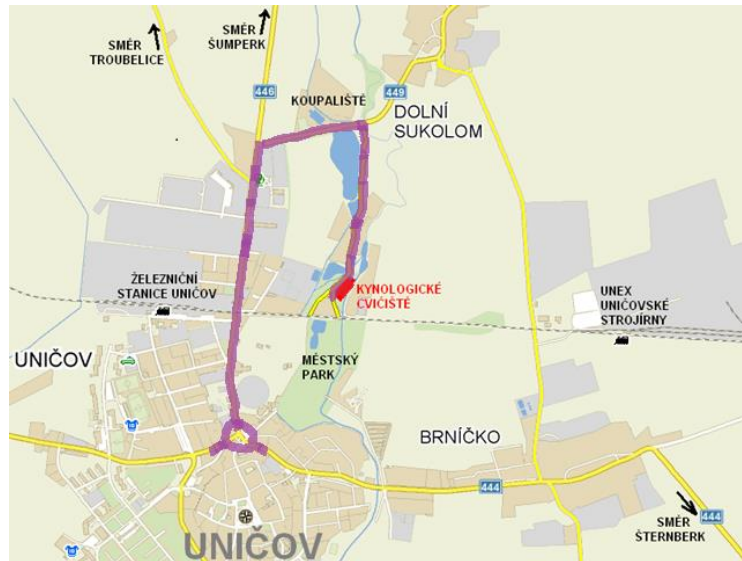 SMĚR
TROUBELICE
SMĚR
ŠUMPERK
446
KOUPALIŠTĚ
449
DOLNÍ
SUKOLOM
ŽELEZNIČNÍ
STANICE UNIČOV
KYNOLOGICKÉ
CVIČIŠTĚ
UNEX
UNIČOVSKÉ
STROJÍRNY
UNIČOV
MĚSTSKÝ
PARK
BRNÍČKO
444
444
SMĚR
ŠTERNBERK
UNIČOV